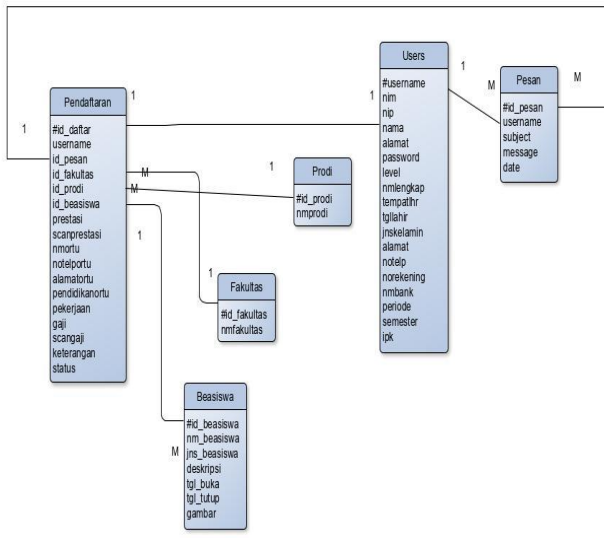 Pendaftaran
#id_daftar
username
id_pesan
id_fakultas
id_prodi
id_beasiswa
prestasi
scanprestasi
nmortu
notelportu
alamatortu
pendidikanortu
pekerjaan
gaji
scangaji
keterangan
status
1
1
M
M
1
Users
#username
nim
nip
nama
alamat
password
level
nmlengkap
tempatlhr
tgllahir
jnskelamin
alamat
notelp
norekening
nmbank
periode
semester
ipk
1
1
Pesan
#id_pesan
username
subject
message
date
M
M
Prodi
#id_prodi
nmprodi
1
Fakultas
#id_fakultas
nmfakultas
1
Beasiswa
#id_beasiswa
nm_beasiswa
jns_beasiswa
deskripsi
tgl_buka
tgl_tutup
gambar
M